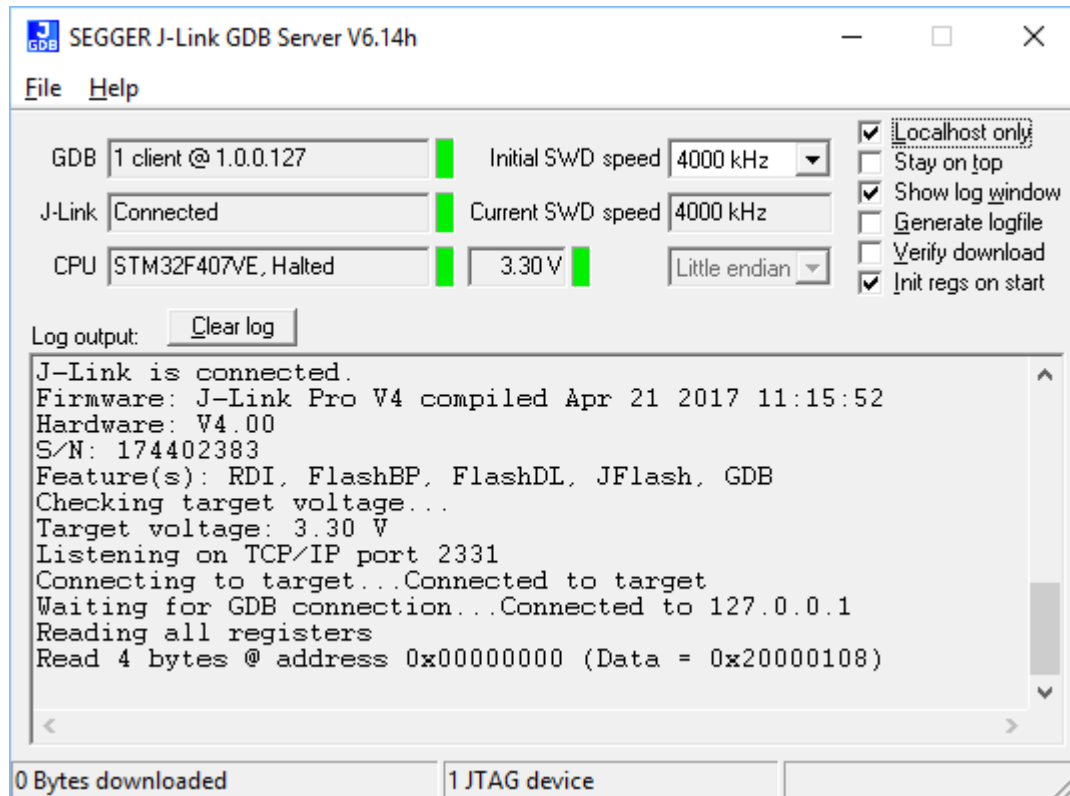 J GDB SEGGER J-Link GDB Server V6.14h
File Help
GDB 1 client @ 1.0.0.127 Initial SWD speed 4000 kHz
J-Link Connected Current SWD speed 4000 kHz
CPU STM32F407VE, Halted 3.30 V Little endian
Localhost only
Stay on top
Show log window
Generate logfile
Verify download
Init regs on start
Log output: Clear log
J-Link is connected.
Firmware: J-Link Pro V4 compiled Apr 21 2017 11:15:52
Hardware: V4.00
S/N: 174402383
Feature(s): RDI, FlashBP, FlashDL, JFlash, GDB
Checking target voltage...
Target voltage: 3.30 V
Listening on TCP/IP port 2331
Connecting to target...Connected to target
Waiting for GDB connection...Connected to 127.0.0.1
Reading all registers
Read 4 bytes @ address 0x00000000 (Data = 0x20000108)
0 Bytes downloaded 1 JTAG device